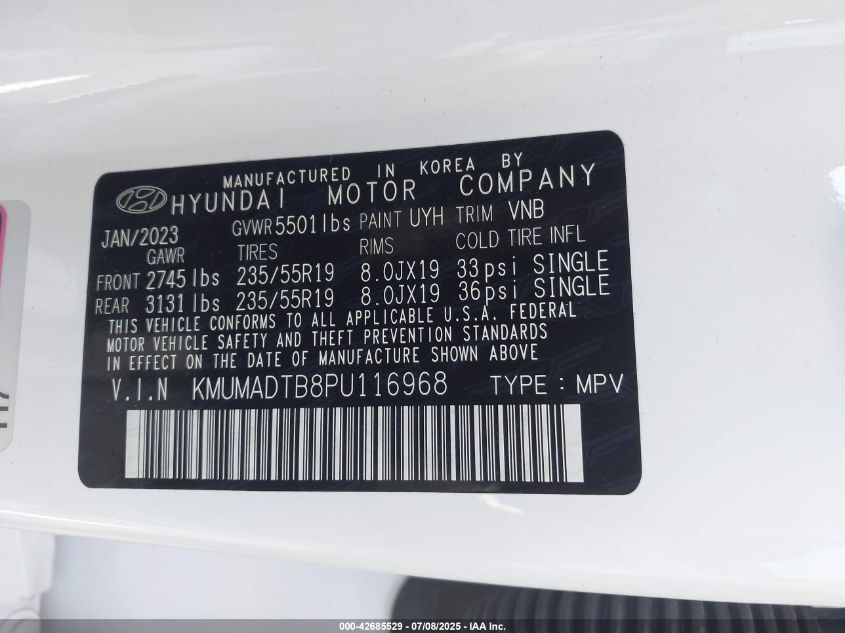 MANUFACTURED IN KOREA BY
HYUNDAI MOTOR COMPANY
JAN/2023 GVWR 5501lbs PAINT UYH TRIM VNB
GAWR TIRES RIMS COLD TIRE INFL
FRONT 2745 lbs 235/55R19 8.0JX19 33psi SINGLE
REAR 3131 lbs 235/55R19 8.0JX19 36psi SINGLE
THIS VEHICLE CONFORMS TO ALL APPLICABLE U.S.A. FEDERAL
MOTOR VEHICLE SAFETY AND THEFT PREVENTION STANDARDS
IN EFFECT ON THE DATE OF MANUFACTURE SHOWN ABOVE
V.I.N KMUMADTB8PU116968 TYPE : MPV
000-42685529 - 07/08/2025 - IAA Inc.